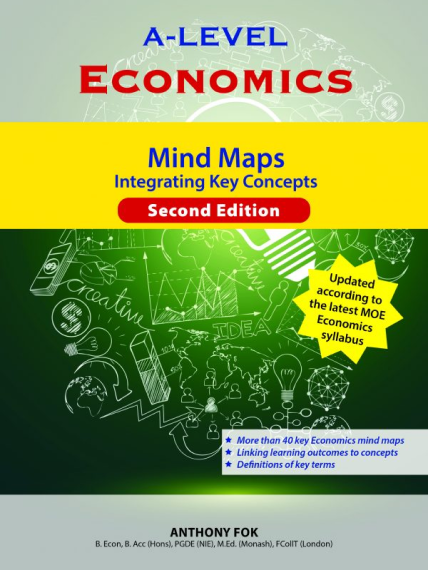 A-LEVEL
ECONOMICS
Mind Maps
Integrating Key Concepts
Second Edition
Creative
Updated
according to
the latest MOE
Economics
syllabus
IDEA
Creative
★ More than 40 key Economics mind maps
★ Linking learning outcomes to concepts
★ Definitions of key terms
ANTHONY FOK
B. Econ, B. Acc (Hons), PGDE (NIE), M.Ed. (Monash), FCollT (London)